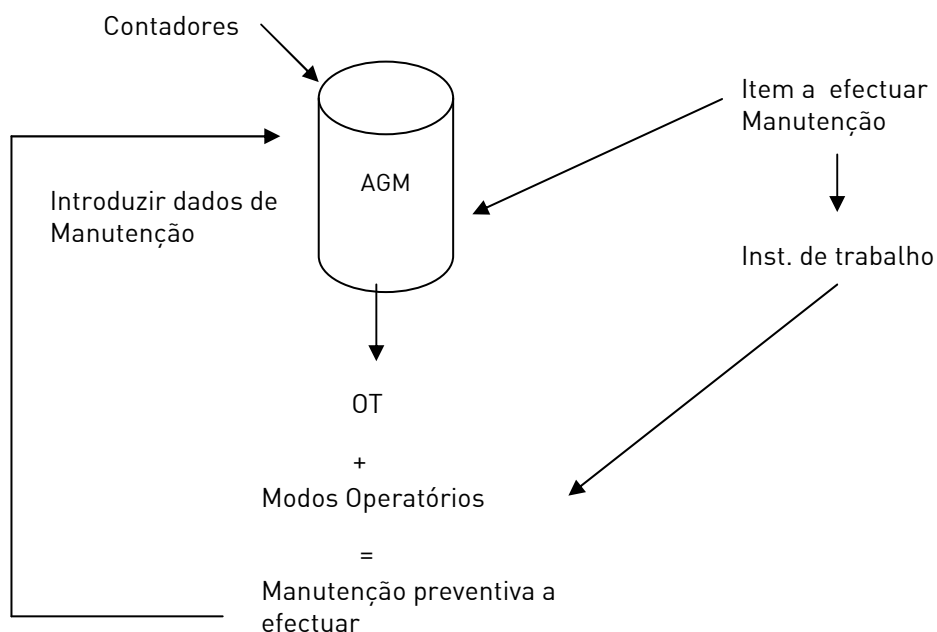 Contadores
Item a efectuar
Manutenção
AGM
Introduzir dados de
Manutenção
Inst. de trabalho
OT
+
Modos Operatórios
=
Manutenção preventiva a
efectuar